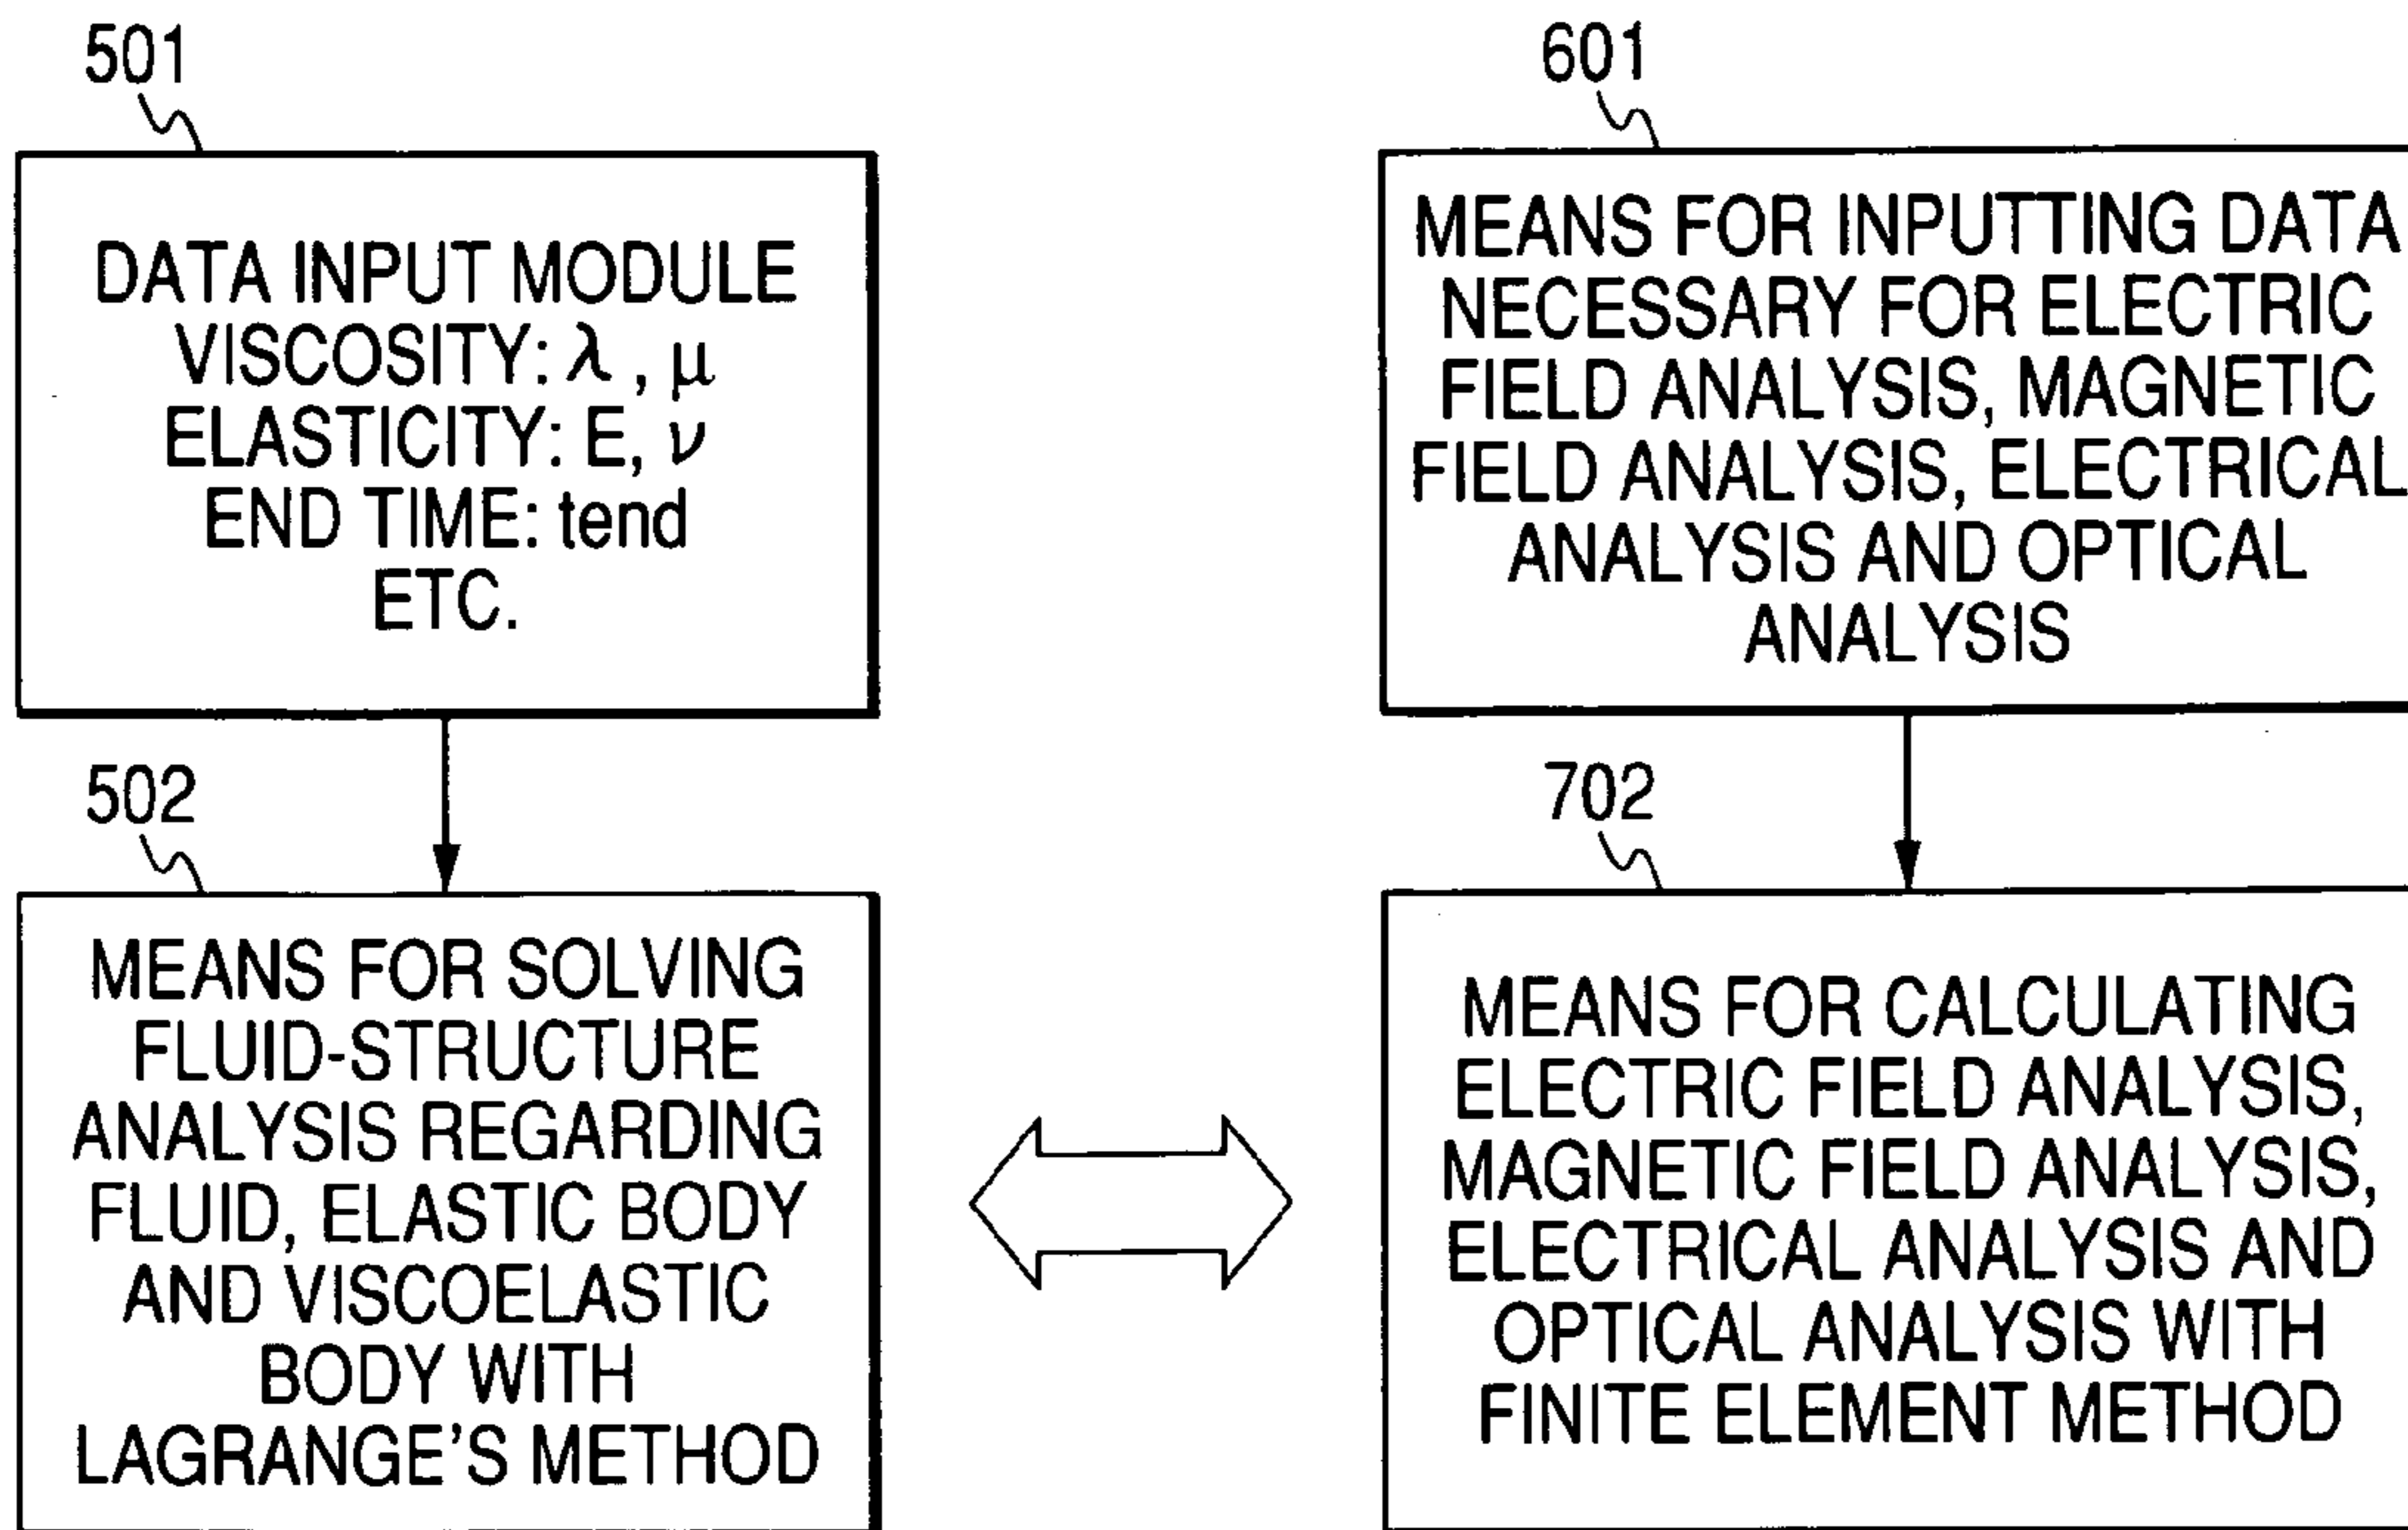 501
DATA INPUT MODULE
VISCOSITY: λ, μ
ELASTICITY: E, ν
END TIME: tend
ETC.
601
MEANS FOR INPUTTING DATA
NECESSARY FOR ELECTRIC
FIELD ANALYSIS, MAGNETIC
FIELD ANALYSIS, ELECTRICAL
ANALYSIS AND OPTICAL
ANALYSIS
502
MEANS FOR SOLVING
FLUID-STRUCTURE
ANALYSIS REGARDING
FLUID, ELASTIC BODY
AND VISCOELASTIC
BODY WITH
LAGRANGE'S METHOD
702
MEANS FOR CALCULATING
ELECTRIC FIELD ANALYSIS,
MAGNETIC FIELD ANALYSIS,
ELECTRICAL ANALYSIS AND
OPTICAL ANALYSIS WITH
FINITE ELEMENT METHOD